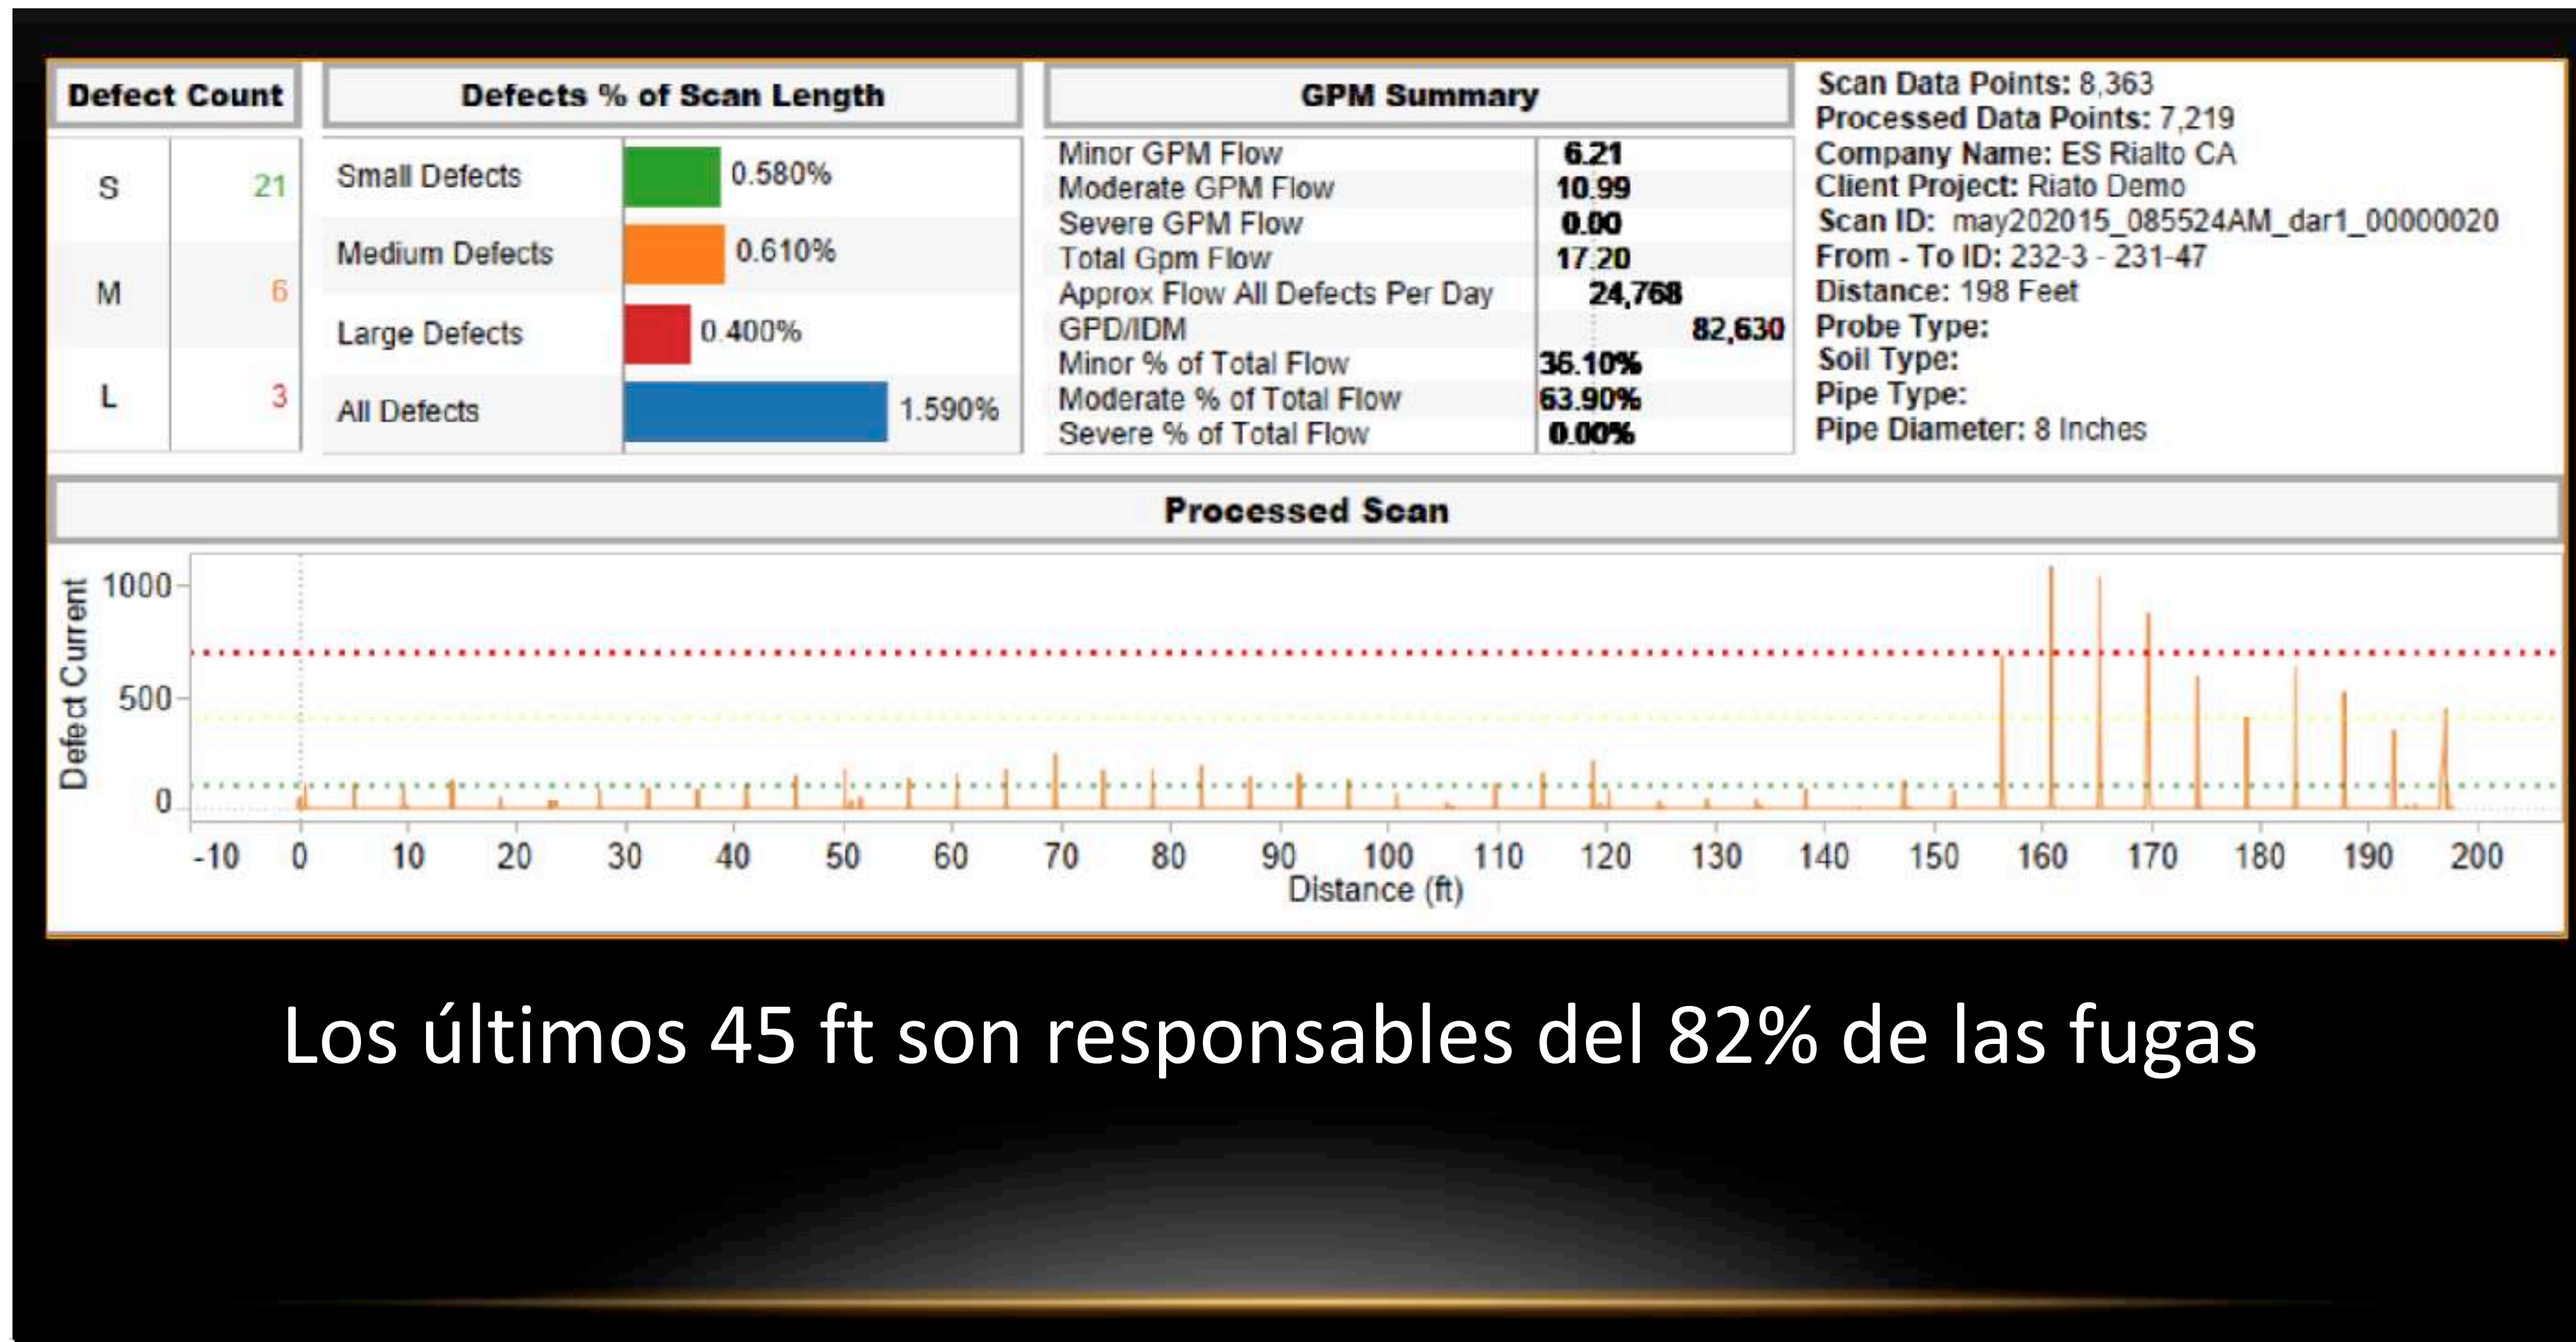 Defect Count
S 21
M 6
L 3
Defects % of Scan Length
Small Defects 0.580%
Medium Defects 0.610%
Large Defects 0.400%
All Defects 1.590%
GPM Summary
Minor GPM Flow 6.21
Moderate GPM Flow 10.99
Severe GPM Flow 0.00
Total Gpm Flow 17.20
Approx Flow All Defects Per Day 24,768
GPD/IDM 82,630
Minor % of Total Flow 36.10%
Moderate % of Total Flow 63.90%
Severe % of Total Flow 0.00%
Scan Data Points: 8,363
Processed Data Points: 7,219
Company Name: ES Rialto CA
Client Project: Riato Demo
Scan ID: may202015_085524AM_dar1_00000020
From - To ID: 232-3 - 231-47
Distance: 198 Feet
Probe Type:
Soil Type:
Pipe Type:
Pipe Diameter: 8 Inches
Processed Scan
Defect Current
1000
500
0
-10 0 10 20 30 40 50 60 70 80 90 100 110 120 130 140 150 160 170 180 190 200
Distance (ft)
Los últimos 45 ft son responsables del 82% de las fugas